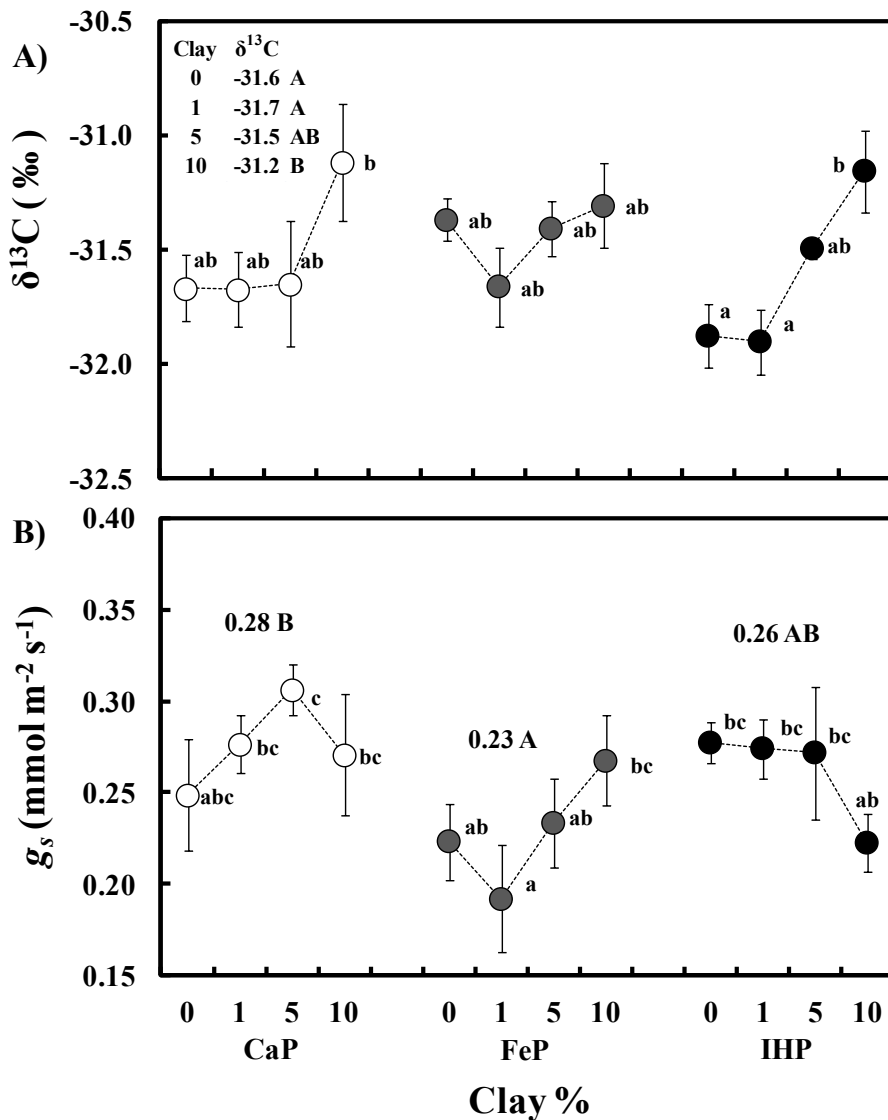 A)
-30.5
-31.0
-31.5
-32.0
-32.5
δ¹³C ( ‰ )
Clay δ¹³C
0 -31.6 A
1 -31.7 A
5 -31.5 AB
10 -31.2 B
ab ab ab b
ab ab ab ab
a a ab b
B)
0.40
0.35
0.30
0.25
0.20
0.15
gₛ (mmol m⁻² s⁻¹)
0.28 B
0.23 A
0.26 AB
abc bc c bc
ab a ab bc
bc bc bc ab
0 1 5 10 0 1 5 10 0 1 5 10
CaP FeP IHP
Clay %